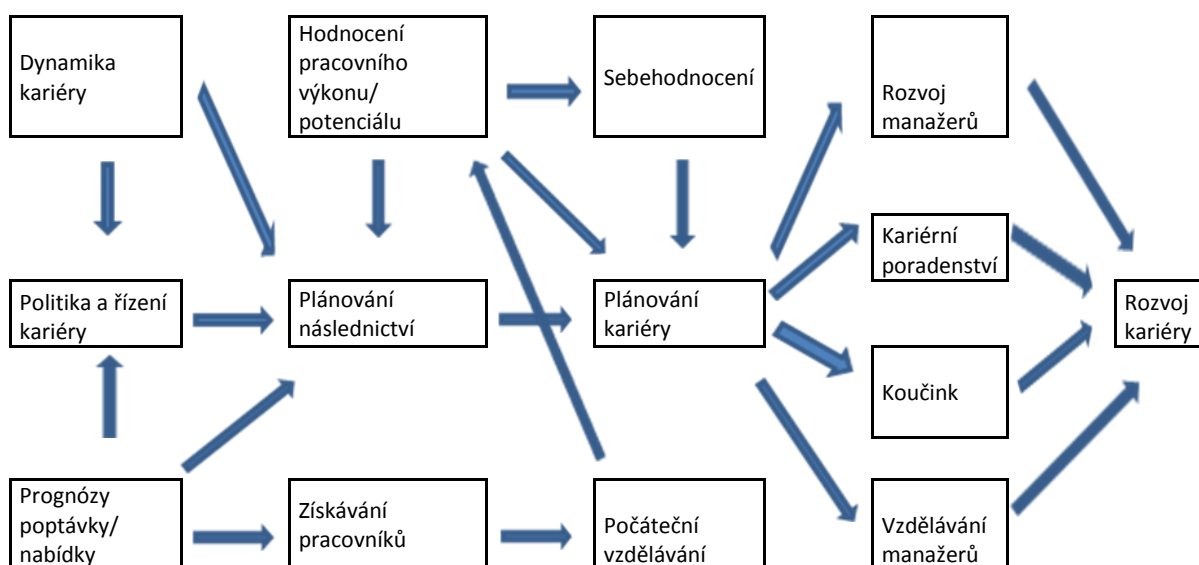 Dynamika
kariéry
Hodnocení
pracovního
výkonu/
potenciálu
Sebehodnocení
Rozvoj
manažerů
Politika a řízení
kariéry
Plánování
následnictví
Plánování
kariéry
Kariérní
poradenství
Rozvoj
kariéry
Koučink
Prognózy
poptávky/
nabídky
Získávání
pracovníků
Počáteční
vzdělávání
Vzdělávání
manažerů